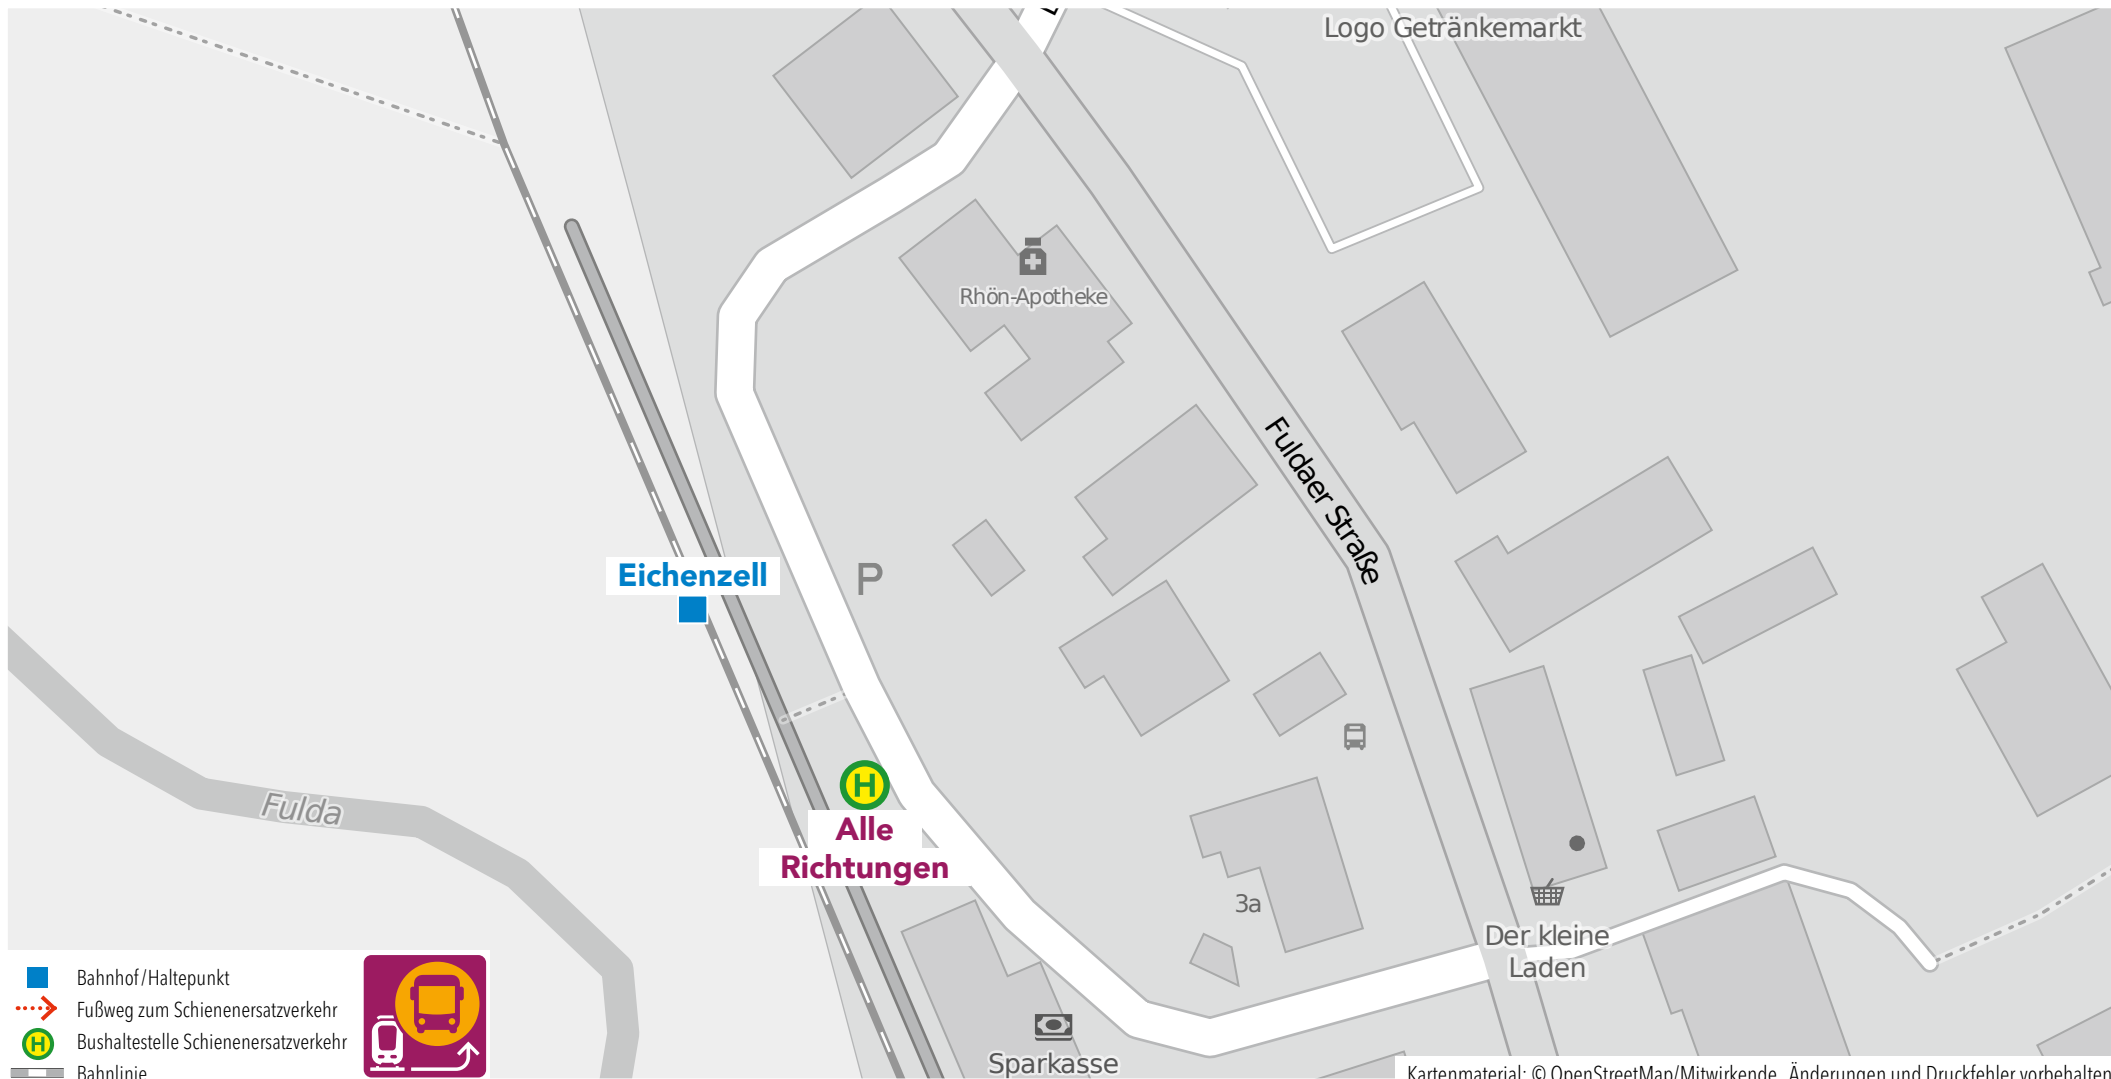 Logo Getränkemarkt
Rhön-Apotheke
Fuldaer Straße
Eichenzell
P
H
Alle
Richtungen
Fulda
3a
Der kleine
Laden
Sparkasse
Bahnhof/Haltepunkt
Fußweg zum Schienenersatzverkehr
H Bushaltestelle Schienenersatzverkehr
Bahnlinie
Kartenmaterial: © OpenStreetMap/Mitwirkende, Änderungen und Druckfehler vorbehalten